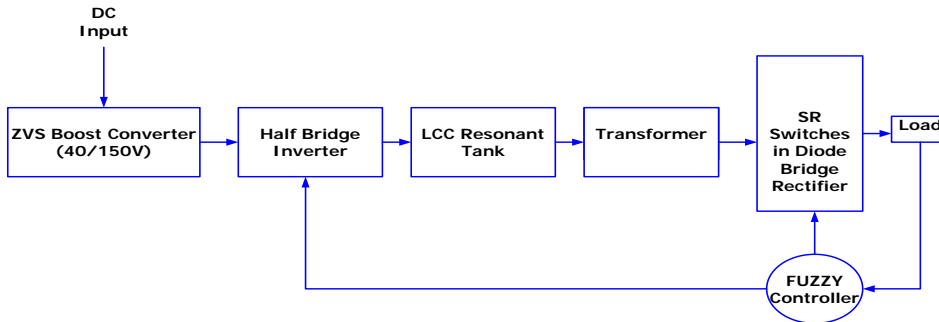 DC
Input
ZVS Boost Converter
(40/150V)
Half Bridge
Inverter
LCC Resonant
Tank
Transformer
SR
Switches
in Diode
Bridge
Rectifier
Load
FUZZY
Controller